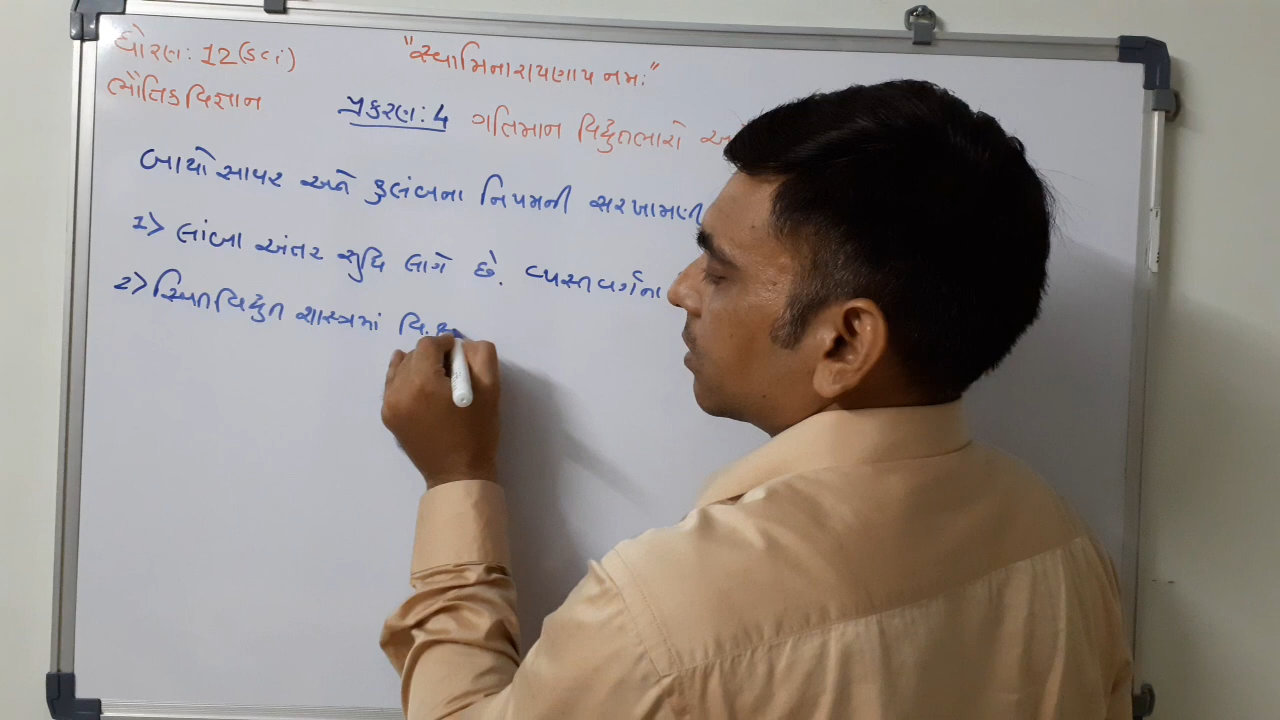 ધોરણ: 12 (Sci)
"સ્વામિનારાયણાય નમઃ"
ભૌતિકવિજ્ઞાન
પ્રકરણ: 4 ગતિમાન વિદ્યુતભારો અ
બાયોસાવર અને કુલંબના નિયમની સરખામણી
1> લાંબા અંતર સુધિ લાગે છે. વ્યસ્તવર્ગના
2> સ્થિતવિદ્યુત શાસ્ત્રમાં વિ.